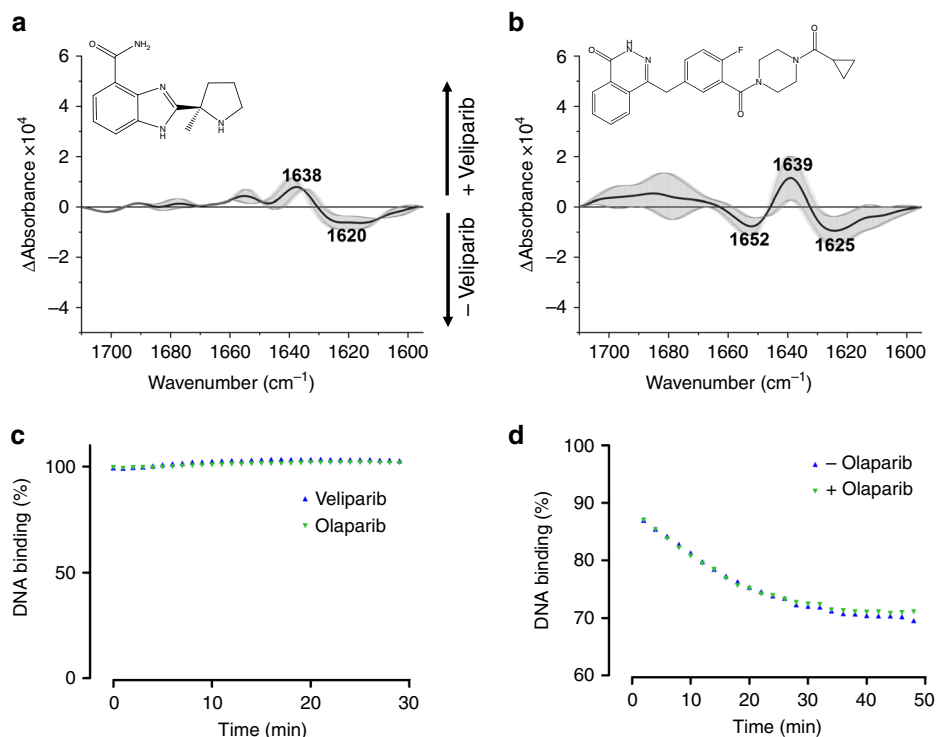 a
O
NH₂
N
N
H
N
H
6
4
2
0
–2
–4
ΔAbsorbance ×10⁴
1638
1620
1700 1680 1660 1640 1620 1600
Wavenumber (cm⁻¹)
+ Veliparib
– Veliparib
b
O
H
N
N
F
O
N
N
O
6
4
2
0
–2
–4
ΔAbsorbance ×10⁴
1639
1652
1625
1700 1680 1660 1640 1620 1600
Wavenumber (cm⁻¹)
c
100
50
0
DNA binding (%)
Veliparib
Olaparib
0 10 20 30
Time (min)
d
100
90
80
70
60
DNA binding (%)
– Olaparib
+ Olaparib
0 10 20 30 40 50
Time (min)